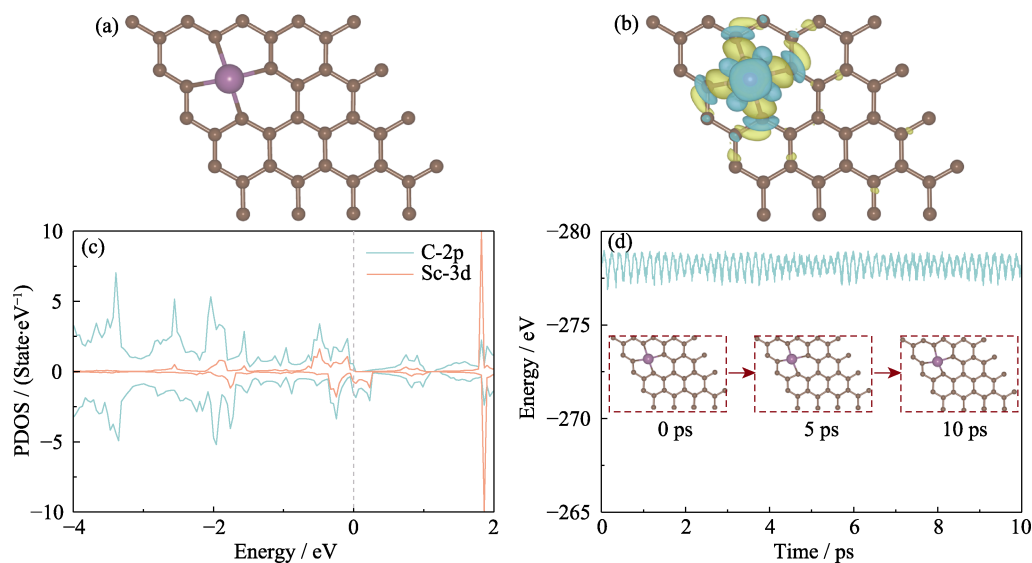 (a)
(b)
(c)
C-2p
Sc-3d
10
5
0
−5
−10
PDOS / (State·eV⁻¹)
−4
−2
0
2
Energy / eV
(d)
−280
−275
−270
−265
Energy / eV
0 ps
5 ps
10 ps
0
2
4
6
8
10
Time / ps